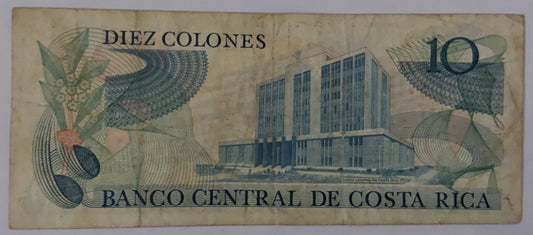 DIEZ COLONES
10
BANCO CENTRAL DE COSTA RICA